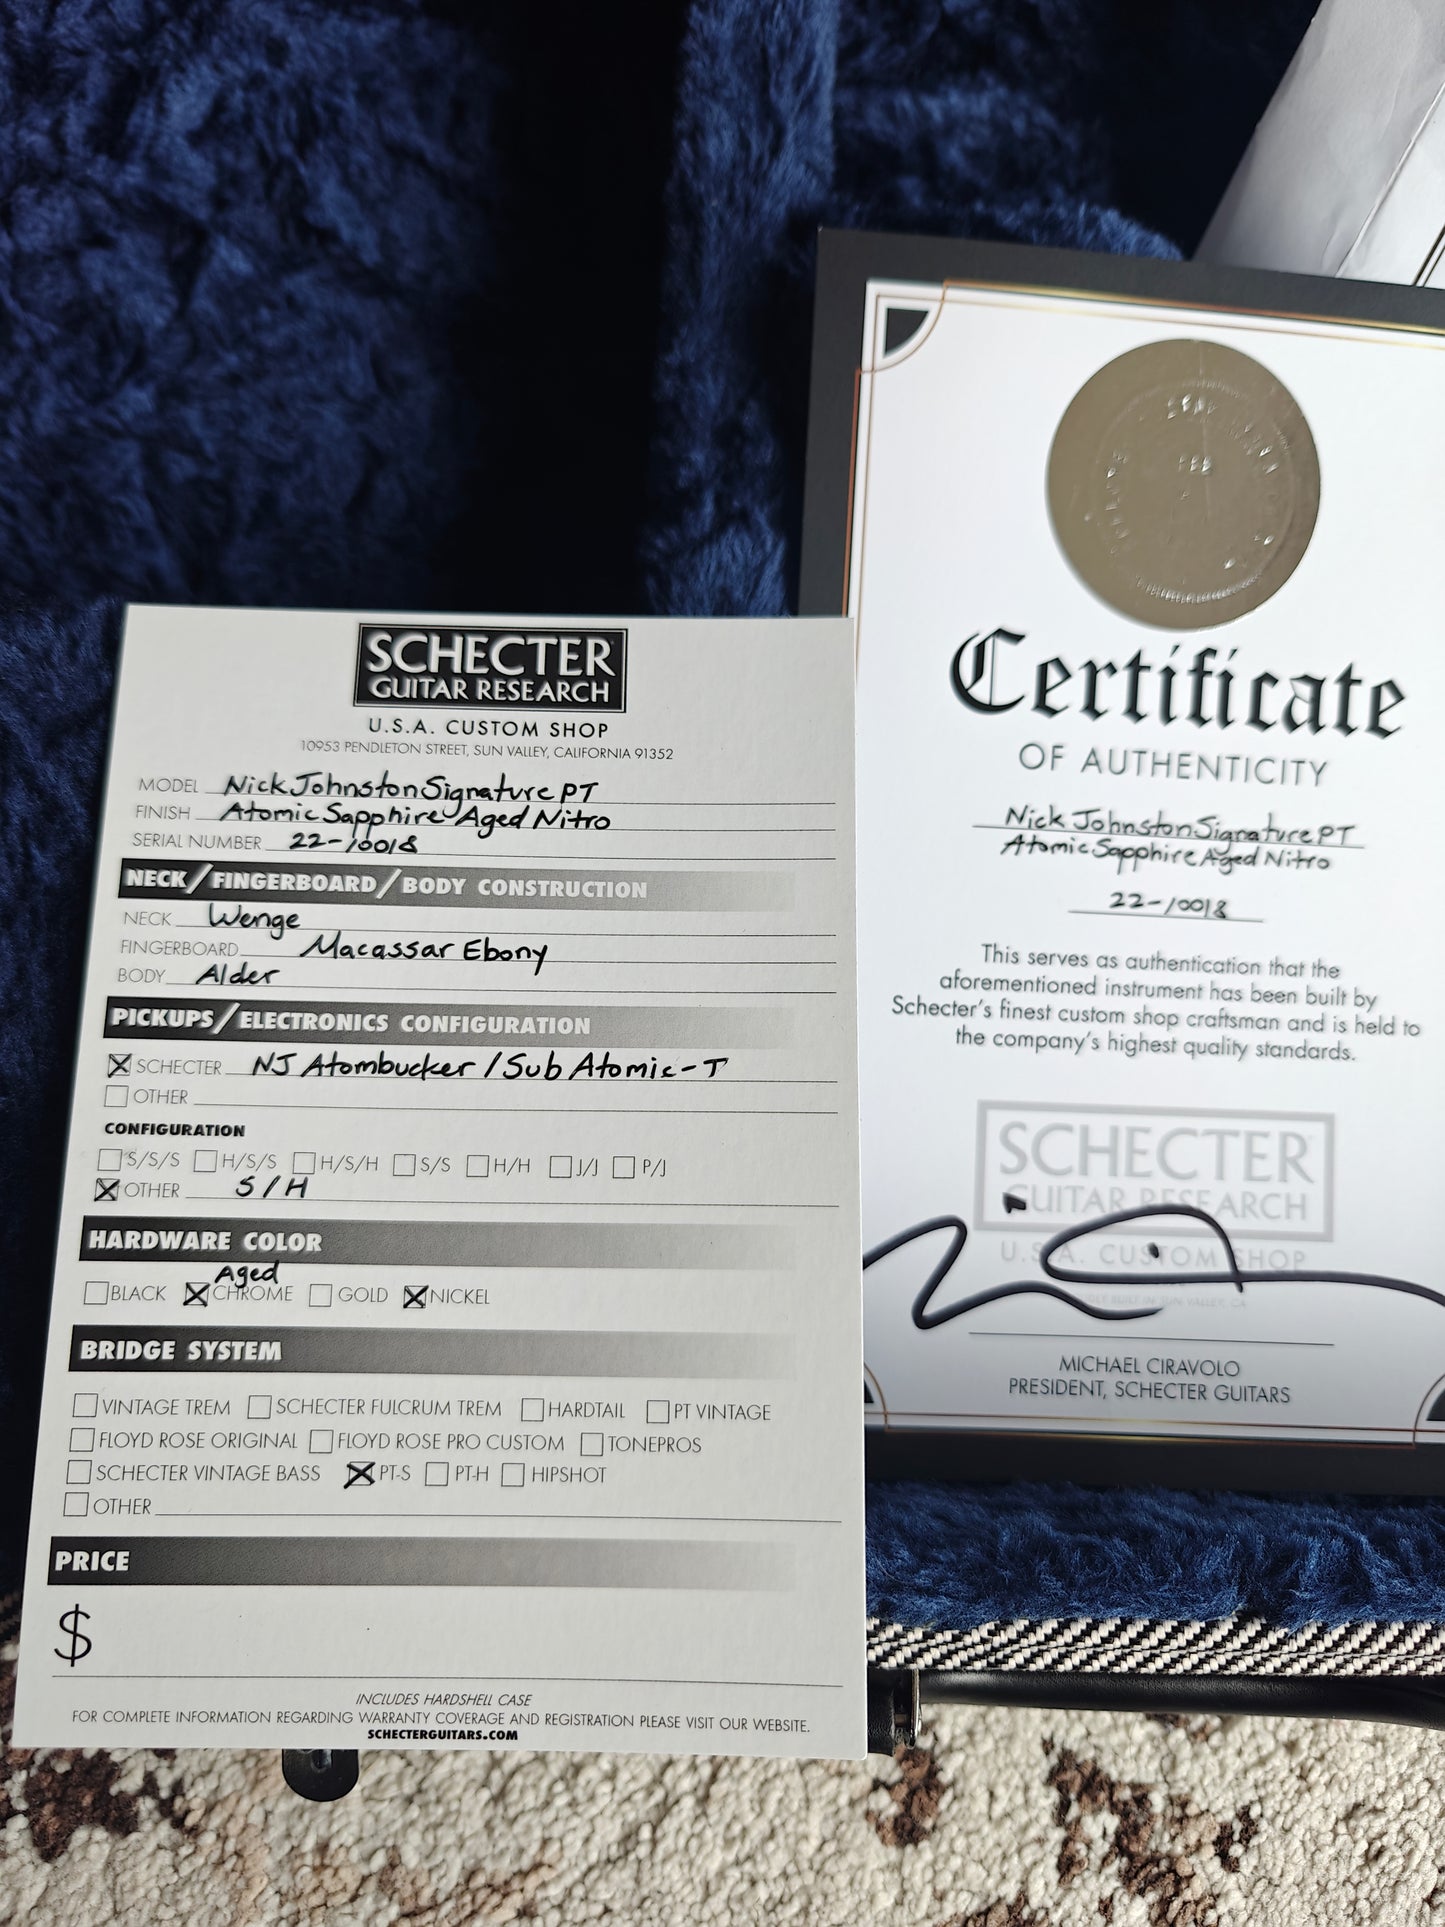 SCHECTER
GUITAR RESEARCH
U.S.A. CUSTOM SHOP
10953 PENDLETON STREET, SUN VALLEY, CALIFORNIA 91352
MODEL Nick Johnston Signature PT
FINISH Atomic Sapphire Aged Nitro
SERIAL NUMBER 22-10018
NECK/FINGERBOARD/BODY CONSTRUCTION
NECK Wenge
FINGERBOARD Macassar Ebony
BODY Alder
PICKUPS/ELECTRONICS CONFIGURATION
SCHECTER NJ Atombucker / Sub Atomic-T
OTHER
CONFIGURATION
S/S/S H/S/S H/S/H S/S H/H J/J P/J
OTHER S/H
HARDWARE COLOR
Aged
BLACK CHROME GOLD NICKEL
BRIDGE SYSTEM
VINTAGE TREM SCHECTER FULCRUM TREM HARDTAIL PT VINTAGE
FLOYD ROSE ORIGINAL FLOYD ROSE PRO CUSTOM TONEPROS
SCHECTER VINTAGE BASS PT-S PT-H HIPSHOT
OTHER
PRICE
$
INCLUDES HARDSHELL CASE
FOR COMPLETE INFORMATION REGARDING WARRANTY COVERAGE AND REGISTRATION PLEASE VISIT OUR WEBSITE.
SCHECTERGUITARS.COM
Certificate
OF AUTHENTICITY
Nick Johnston Signature PT
Atomic Sapphire Aged Nitro
22-10018
This serves as authentication that the
aforementioned instrument has been built by
Schecter's finest custom shop craftsman and is held to
the company's highest quality standards.
SCHECTER
GUITAR RESEARCH
U.S.A. CUSTOM SHOP
BUILT IN SUN VALLEY, CA
MICHAEL CIRAVOLO
PRESIDENT, SCHECTER GUITARS